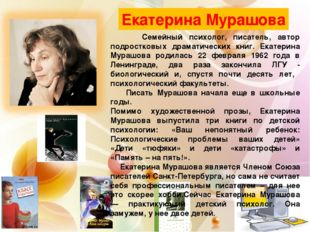 Екатерина Мурашова
Семейный психолог, писатель, автор
подростковых драматических книг. Екатерина
Мурашова родилась 22 февраля 1962 года в
Ленинграде, два раза закончила ЛГУ -
биологический и, спустя почти десять лет,
психологический факультеты.
Писать Мурашова начала еще в школьные
годы.
Помимо художественной прозы, Екатерина
Мурашова выпустила три книги по детской
психологии: «Ваш непонятный ребенок:
Психологические проблемы ваших детей»
«Дети «тюфяки» и дети «катастрофы» и
«Память – на пять!».
Екатерина Мурашова является Членом Союза
писателей Санкт-Петербурга, но сама не считает
себя профессиональным писателем – для нее
это скорее хобби.Сейчас Екатерина Мурашова
— практикующий детский психолог. Она
замужем, у нее двое детей.
КЛАСС